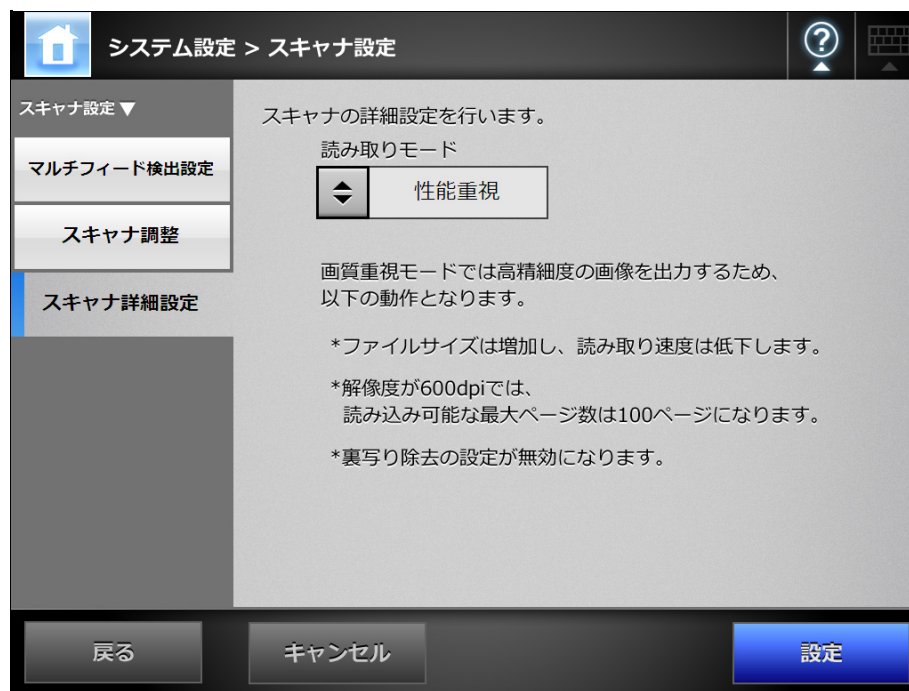 システム設定 > スキャナ設定
?
スキャナ設定▼
マルチフィード検出設定
スキャナ調整
スキャナ詳細設定
スキャナの詳細設定を行います。
読み取りモード
性能重視
画質重視モードでは高精細度の画像を出力するため、
以下の動作となります。
*ファイルサイズは増加し、読み取り速度は低下します。
*解像度が600dpiでは、
読み込み可能な最大ページ数は100ページになります。
*裏写り除去の設定が無効になります。
戻る
キャンセル
設定